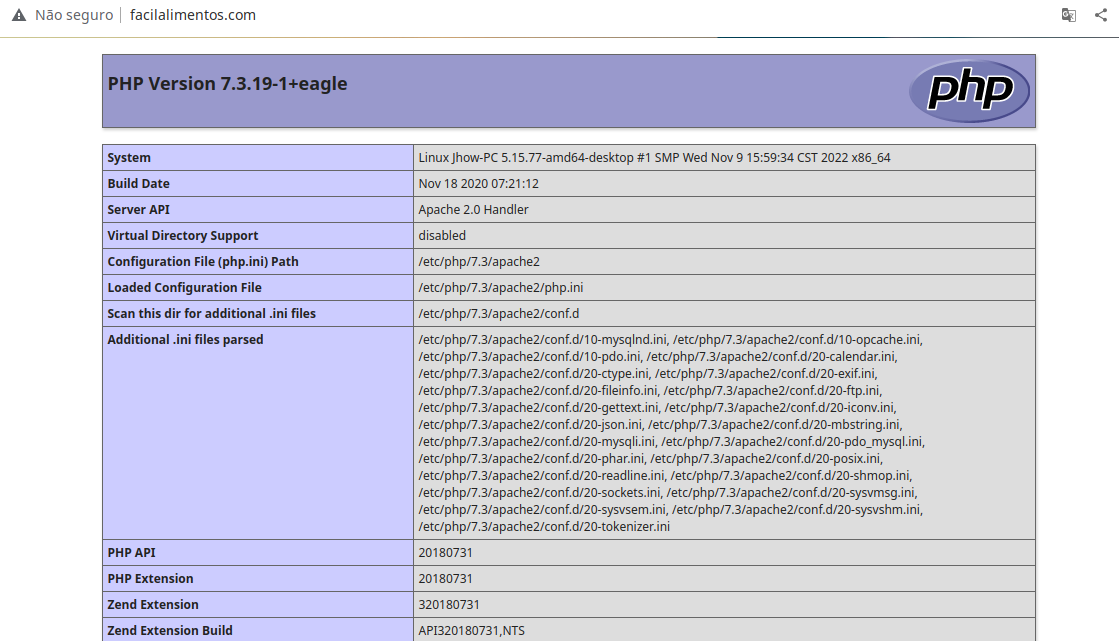 Não seguro facilalimentos.com
PHP Version 7.3.19-1+eagle
php
System Linux Jhow-PC 5.15.77-amd64-desktop #1 SMP Wed Nov 9 15:59:34 CST 2022 x86_64
Build Date Nov 18 2020 07:21:12
Server API Apache 2.0 Handler
Virtual Directory Support disabled
Configuration File (php.ini) Path /etc/php/7.3/apache2
Loaded Configuration File /etc/php/7.3/apache2/php.ini
Scan this dir for additional .ini files /etc/php/7.3/apache2/conf.d
Additional .ini files parsed /etc/php/7.3/apache2/conf.d/10-mysqlnd.ini, /etc/php/7.3/apache2/conf.d/10-opcache.ini,
/etc/php/7.3/apache2/conf.d/10-pdo.ini, /etc/php/7.3/apache2/conf.d/20-calendar.ini,
/etc/php/7.3/apache2/conf.d/20-ctype.ini, /etc/php/7.3/apache2/conf.d/20-exif.ini,
/etc/php/7.3/apache2/conf.d/20-fileinfo.ini, /etc/php/7.3/apache2/conf.d/20-ftp.ini,
/etc/php/7.3/apache2/conf.d/20-gettext.ini, /etc/php/7.3/apache2/conf.d/20-iconv.ini,
/etc/php/7.3/apache2/conf.d/20-json.ini, /etc/php/7.3/apache2/conf.d/20-mbstring.ini,
/etc/php/7.3/apache2/conf.d/20-mysqli.ini, /etc/php/7.3/apache2/conf.d/20-pdo_mysql.ini,
/etc/php/7.3/apache2/conf.d/20-phar.ini, /etc/php/7.3/apache2/conf.d/20-posix.ini,
/etc/php/7.3/apache2/conf.d/20-readline.ini, /etc/php/7.3/apache2/conf.d/20-shmop.ini,
/etc/php/7.3/apache2/conf.d/20-sockets.ini, /etc/php/7.3/apache2/conf.d/20-sysvmsg.ini,
/etc/php/7.3/apache2/conf.d/20-sysvsem.ini, /etc/php/7.3/apache2/conf.d/20-sysvshm.ini,
/etc/php/7.3/apache2/conf.d/20-tokenizer.ini
PHP API 20180731
PHP Extension 20180731
Zend Extension 320180731
Zend Extension Build API320180731,NTS